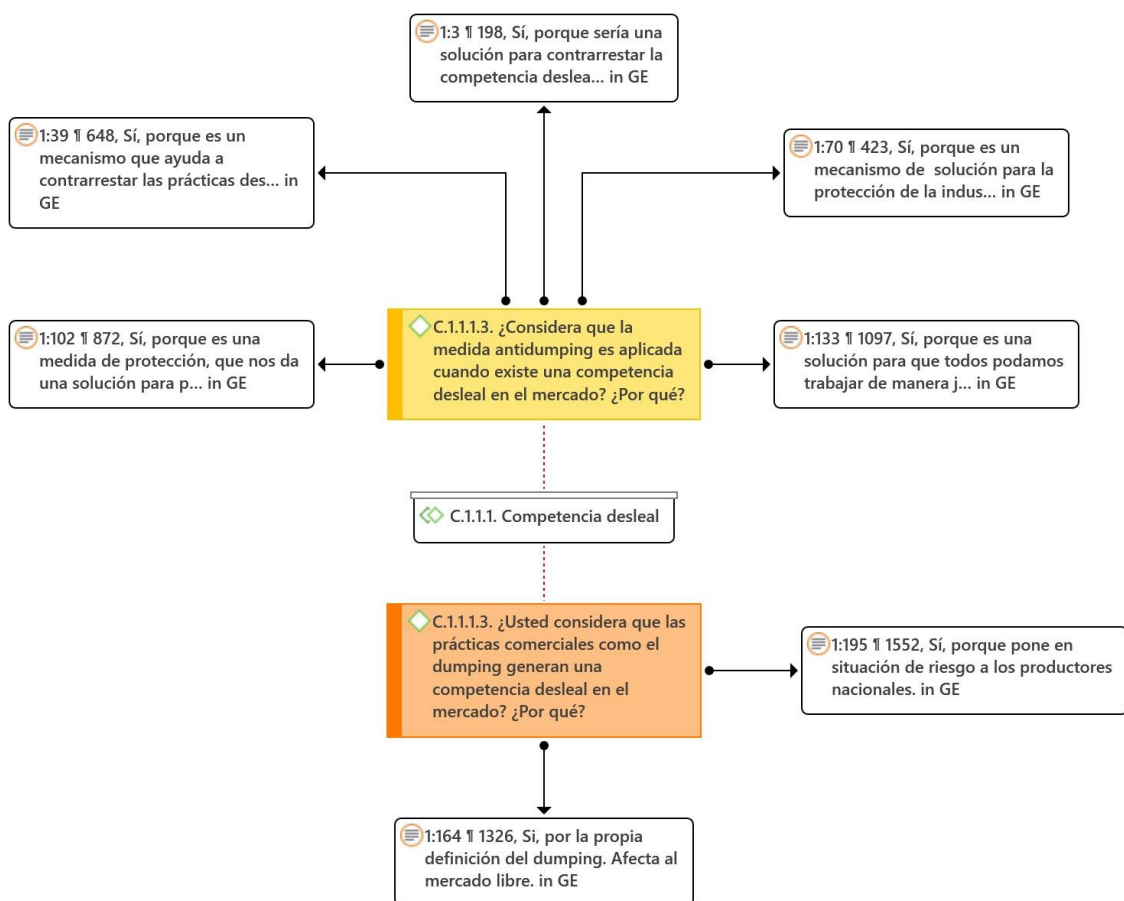 1:3 ¶ 198, Sí, porque sería una
solución para contrarrestar la
competencia deslea... in GE
1:39 ¶ 648, Sí, porque es un
mecanismo que ayuda a
contrarrestar las prácticas des... in
GE
1:70 ¶ 423, Sí, porque es un
mecanismo de  solución para la
protección de la indus... in GE
1:102 ¶ 872, Sí, porque es una
medida de protección, que nos da
una solución para p... in GE
C.1.1.1.3. ¿Considera que la
medida antidumping es aplicada
cuando existe una competencia
desleal en el mercado? ¿Por qué?
1:133 ¶ 1097, Sí, porque es una
solución para que todos podamos
trabajar de manera j... in GE
C.1.1.1. Competencia desleal
C.1.1.1.3. ¿Usted considera que las
prácticas comerciales como el
dumping generan una
competencia desleal en el
mercado? ¿Por qué?
1:195 ¶ 1552, Sí, porque pone en
situación de riesgo a los productores
nacionales. in GE
1:164 ¶ 1326, Si, por la propia
definición del dumping. Afecta al
mercado libre. in GE